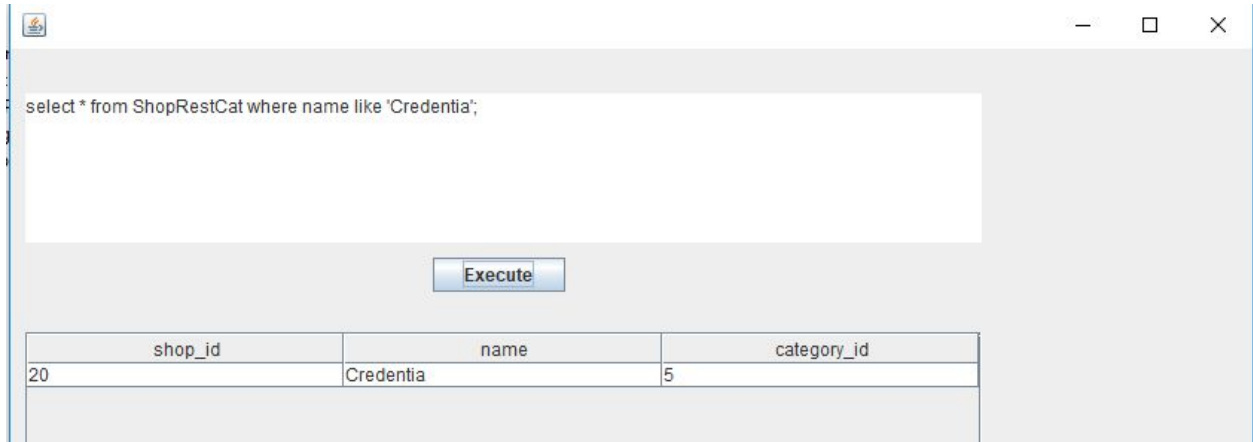 select * from ShopRestCat where name like 'Credentia';
Execute
shop_id name category_id
20 Credentia 5